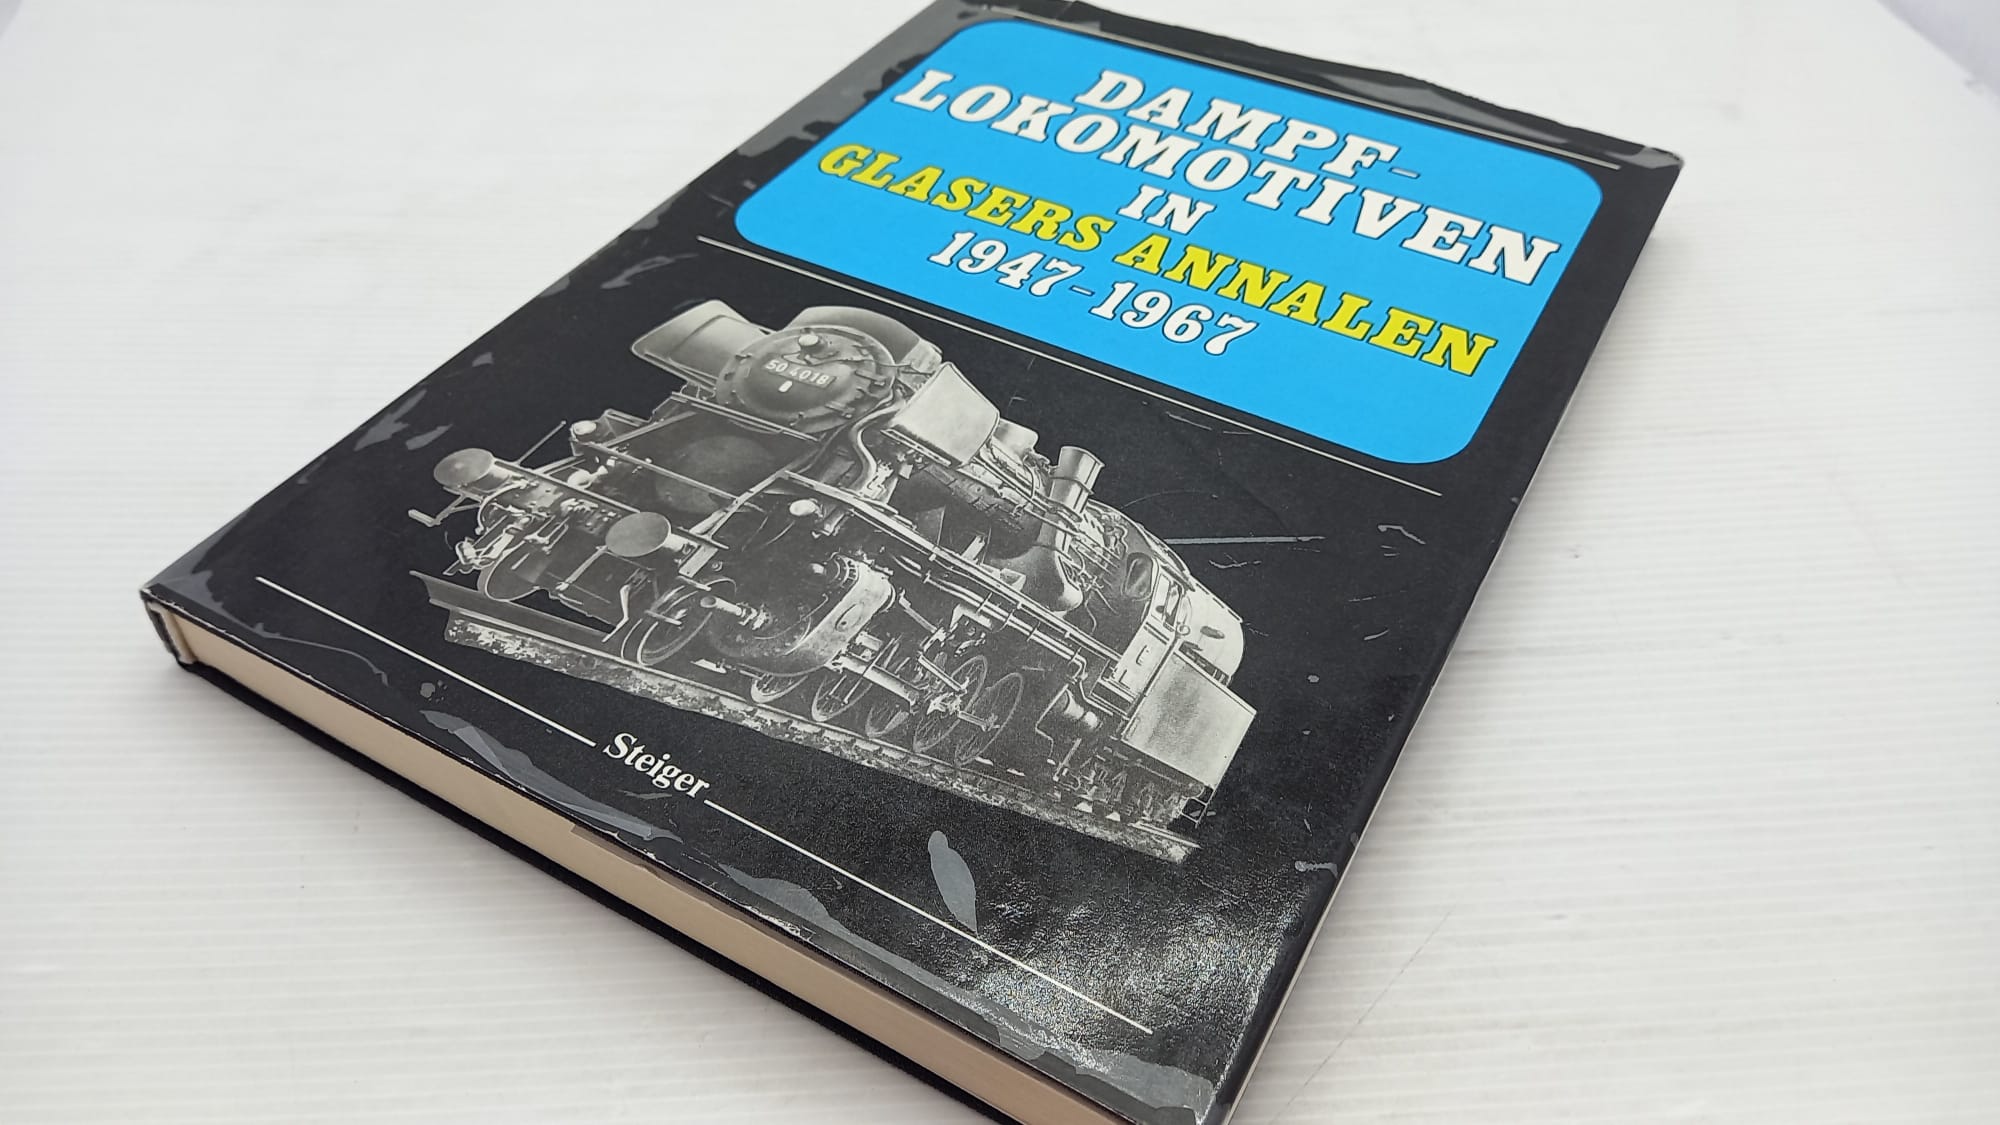 DAMPF-
LOKOMOTIVEN
IN
GLASERS ANNALEN
1947-1967
50 4018
Steiger